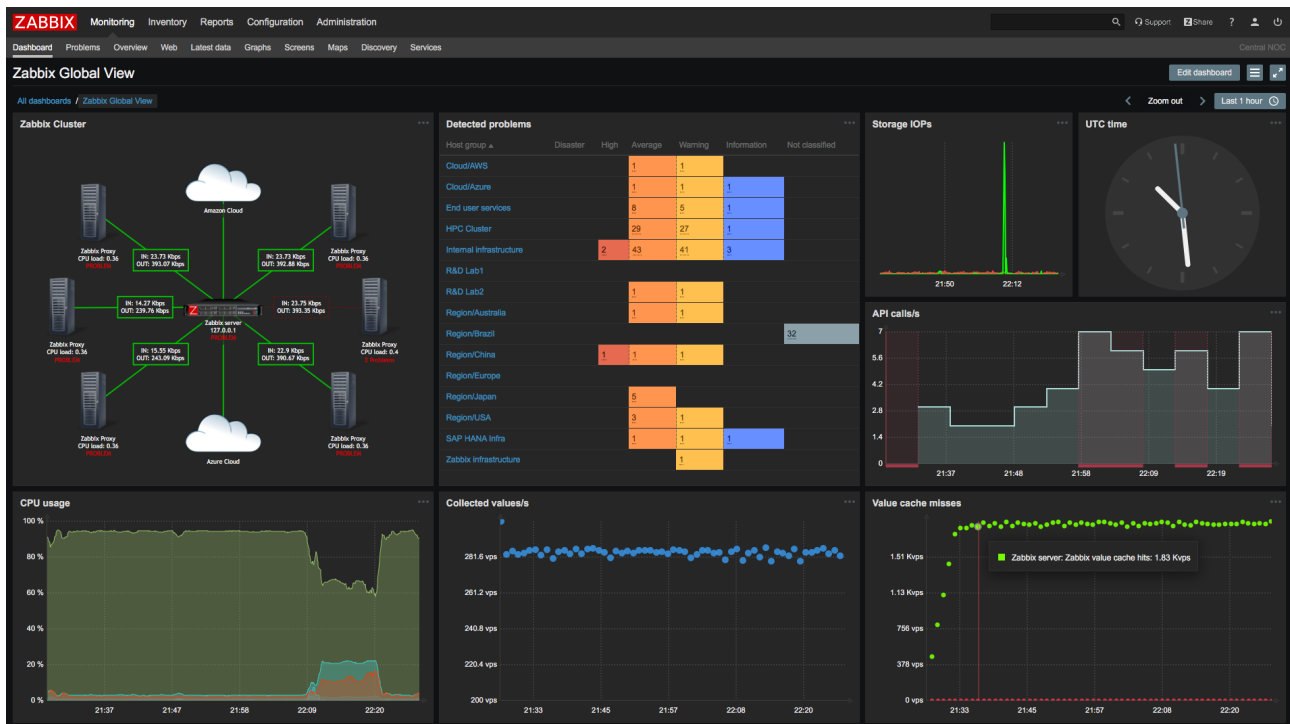 ZABBIX Monitoring Inventory Reports Configuration Administration Support Z Share ?
Dashboard Problems Overview Web Latest data Graphs Screens Maps Discovery Services Central NOC
Zabbix Global View Edit dashboard
All dashboards / Zabbix Global View Zoom out Last 1 hour
Zabbix Cluster
Amazon Cloud
Zabbix Proxy
CPU load: 0.36
PROBLEM
IN: 23.73 Kbps
OUT: 393.07 Kbps
IN: 23.73 Kbps
OUT: 392.88 Kbps
Zabbix Proxy
CPU load: 0.36
PROBLEM
IN: 14.27 Kbps
OUT: 239.76 Kbps
Z
Zabbix server
127.0.0.1
PROBLEM
IN: 23.75 Kbps
OUT: 393.35 Kbps
Zabbix Proxy
CPU load: 0.36
PROBLEM
IN: 15.55 Kbps
OUT: 243.09 Kbps
IN: 22.9 Kbps
OUT: 390.67 Kbps
Zabbix Proxy
CPU load: 0.4
2 Problems
Zabbix Proxy
CPU load: 0.36
PROBLEM
Azure Cloud
Zabbix Proxy
CPU load: 0.36
PROBLEM
Detected problems
Host group Disaster High Average Warning Information Not classified
Cloud/AWS 1 1
Cloud/Azure 1 1 1
End user services 8 5 1
HPC Cluster 29 27 1
Internal infrastructure 2 43 41 3
R&D Lab1
R&D Lab2 1 1
Region/Australia 1 1
Region/Brazil 32
Region/China 1 1 1
Region/Europe
Region/Japan 5
Region/USA 3 1
SAP HANA Infra 1 1 1
Zabbix infrastructure 1
Storage IOPs
21:50 22:12
UTC time
API calls/s
7
5.6
4.2
2.8
1.4
0
21:37 21:48 21:58 22:09 22:19
CPU usage
100 %
80 %
60 %
40 %
20 %
0 %
21:37 21:47 21:58 22:09 22:20
Collected values/s
281.6 vps
261.2 vps
240.8 vps
220.4 vps
200 vps
21:33 21:45 21:57 22:08 22:20
Value cache misses
1.51 Kvps
Zabbix server: Zabbix value cache hits: 1.83 Kvps
1.13 Kvps
756 vps
378 vps
0 vps
21:33 21:45 21:57 22:08 22:20